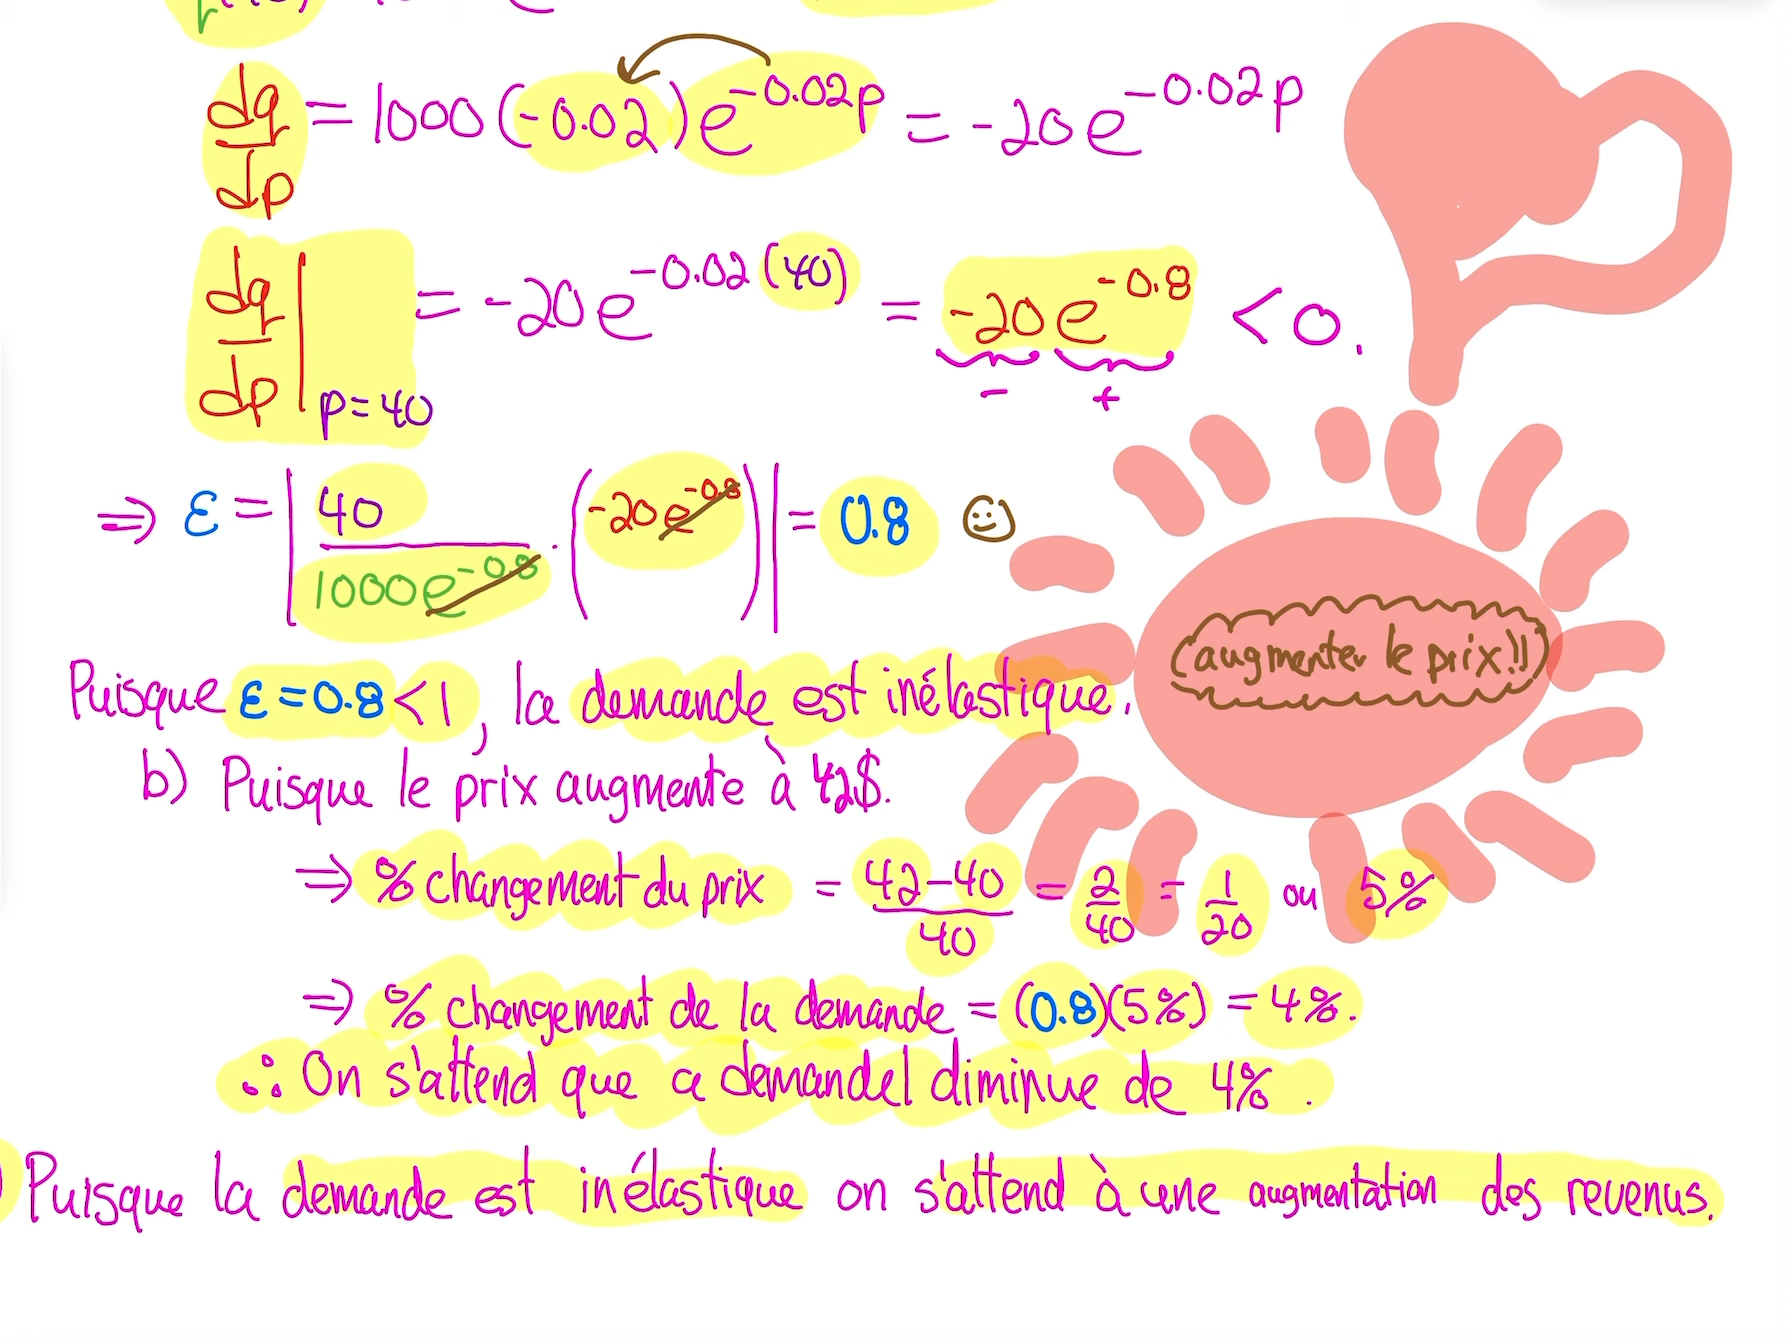 dq/dp = 1000(-0.02)e^{-0.02p} = -20e^{-0.02p}
dq/dp |_{p=40} = -20e^{-0.02(40)} = -20e^{-0.8} < 0.
- +
⇒ ε = | 40/1000e^{-0.8} · (-20e^{-0.8}) | = 0.8
Puisque ε = 0.8 < 1, la demande est inélastique.
(augmenter le prix!!)
b) Puisque le prix augmente à 42$.
⇒ % changement du prix = 42-40/40 = 2/40 = 1/20 ou 5%
⇒ % changement de la demande = (0.8)(5%) = 4%.
∴ On s'attend que a demandel diminue de 4%.
) Puisque la demande est inélastique on s'attend à une augmentation des revenus.